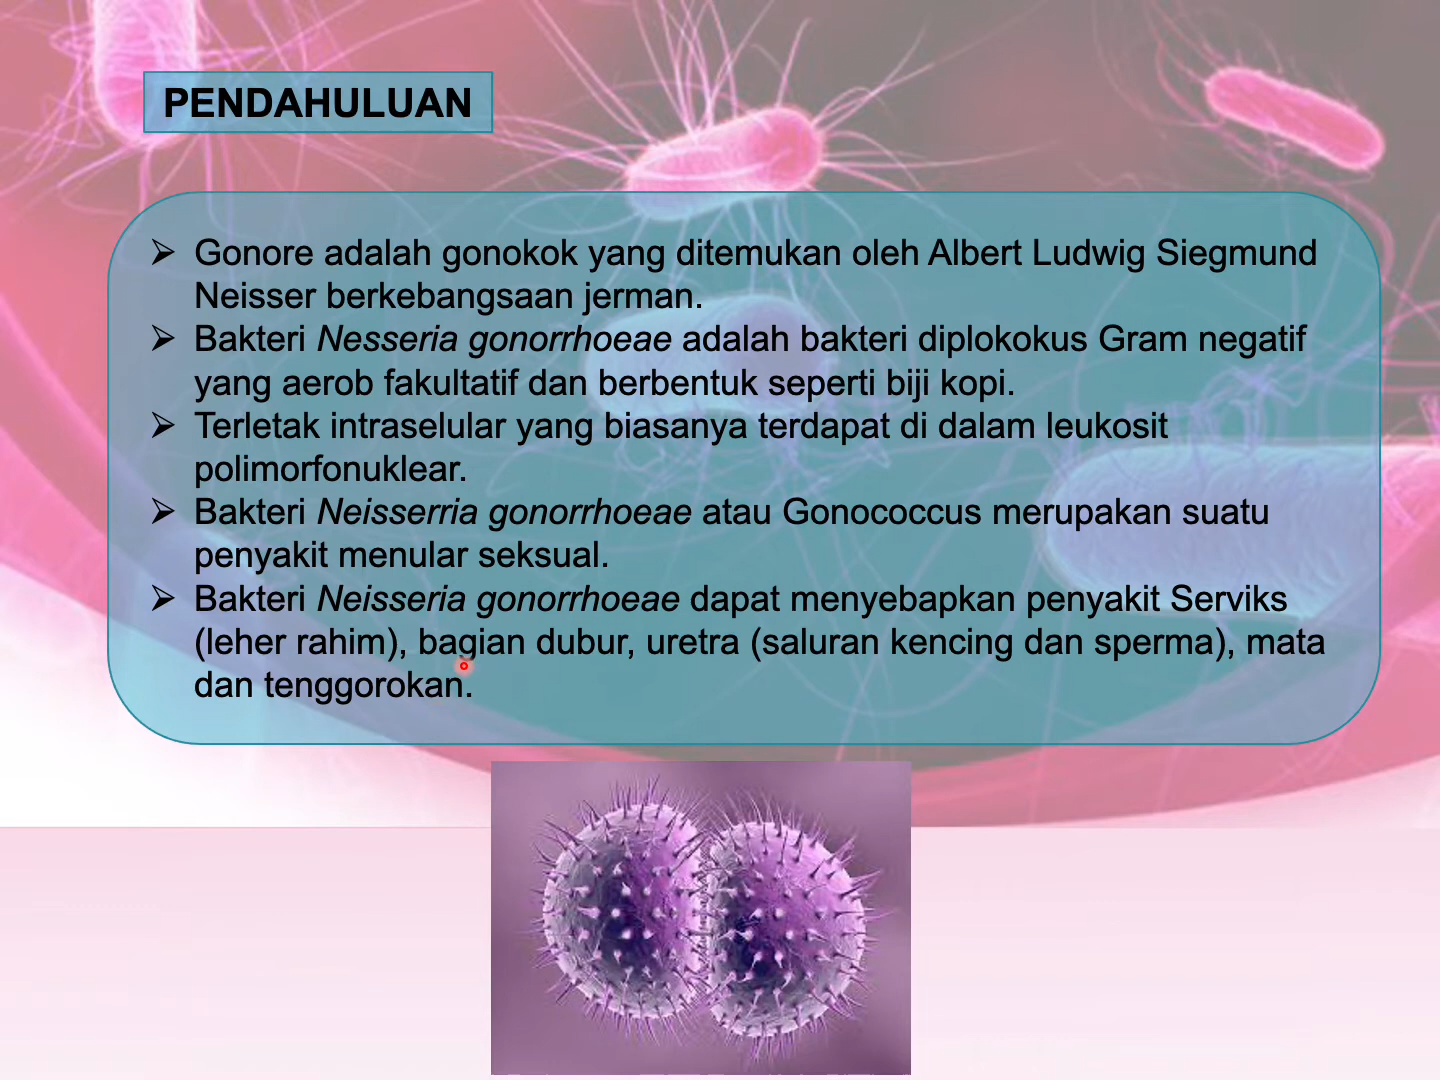 PENDAHULUAN
➢ Gonore adalah gonokok yang ditemukan oleh Albert Ludwig Siegmund
Neisser berkebangsaan jerman.
➢ Bakteri Nesseria gonorrhoeae adalah bakteri diplokokus Gram negatif
yang aerob fakultatif dan berbentuk seperti biji kopi.
➢ Terletak intraselular yang biasanya terdapat di dalam leukosit
polimorfonuklear.
➢ Bakteri Neisserria gonorrhoeae atau Gonococcus merupakan suatu
penyakit menular seksual.
➢ Bakteri Neisseria gonorrhoeae dapat menyebapkan penyakit Serviks
(leher rahim), bagian dubur, uretra (saluran kencing dan sperma), mata
dan tenggorokan.